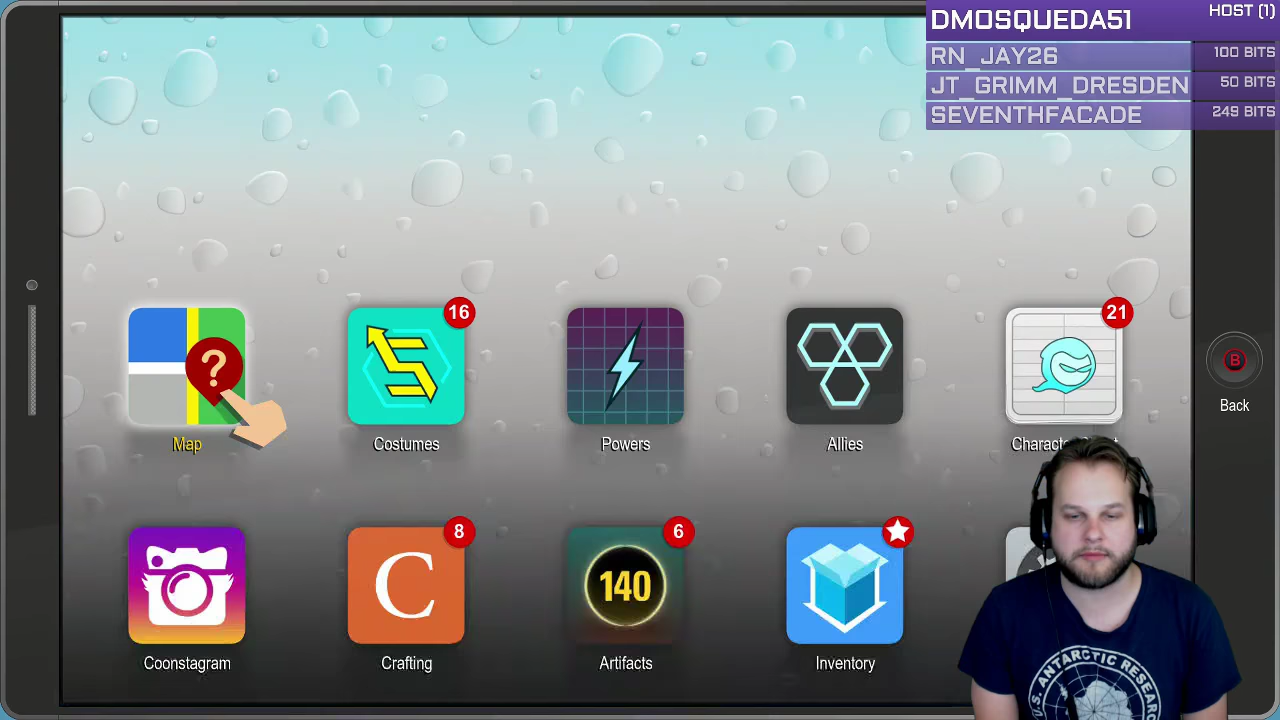 DMOSQUEDA51
HOST (1)
RN_JAY26
100 BITS
JT_GRIMM_DRESDEN
50 BITS
SEVENTHFACADE
249 BITS
?
16
S
21
B
Back
Map
Costumes
Powers
Allies
8
C
6
140
Coonstagram
Crafting
Artifacts
Inventory
U.S. ANTARCTIC RESEARCH